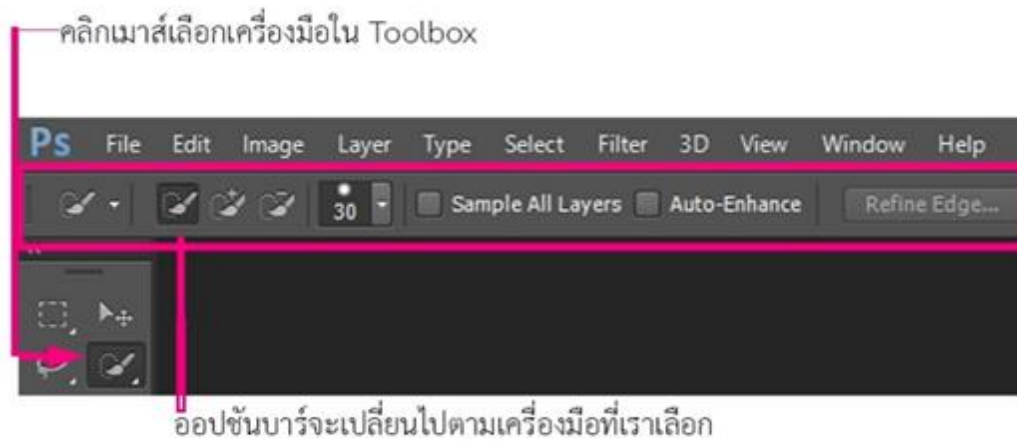 คลิกเมาส์เลือกเครื่องมือใน Toolbox
Ps File Edit Image Layer Type Select Filter 3D View Window Help
30 Sample All Layers Auto-Enhance Refine Edge...
ออปชันบาร์จะเปลี่ยนไปตามเครื่องมือที่เราเลือก